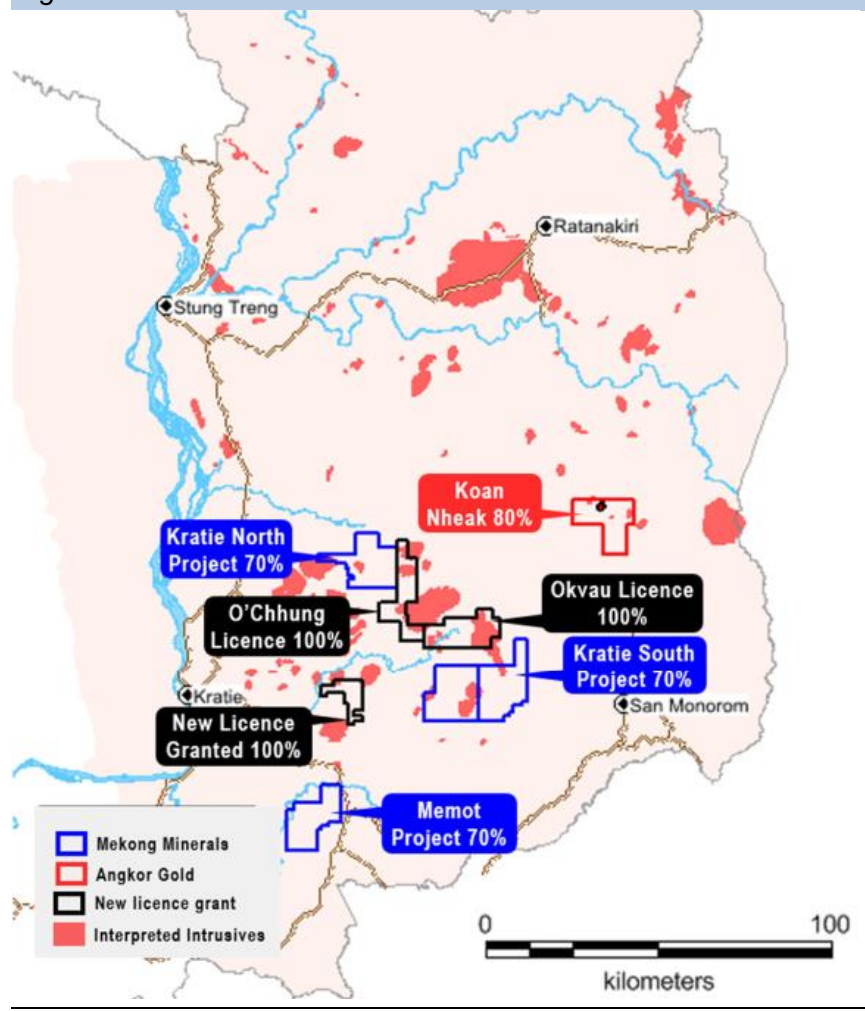 Ratanakiri
Stung Treng
Koan
Nheak 80%
Kratie North
Project 70%
Okvau Licence
100%
O'Chhung
Licence 100%
Kratie South
Project 70%
Kratie
San Monorom
New Licence
Granted 100%
Memot
Project 70%
Mekong Minerals
Angkor Gold
New licence grant
Interpreted Intrusives
0 100
kilometers